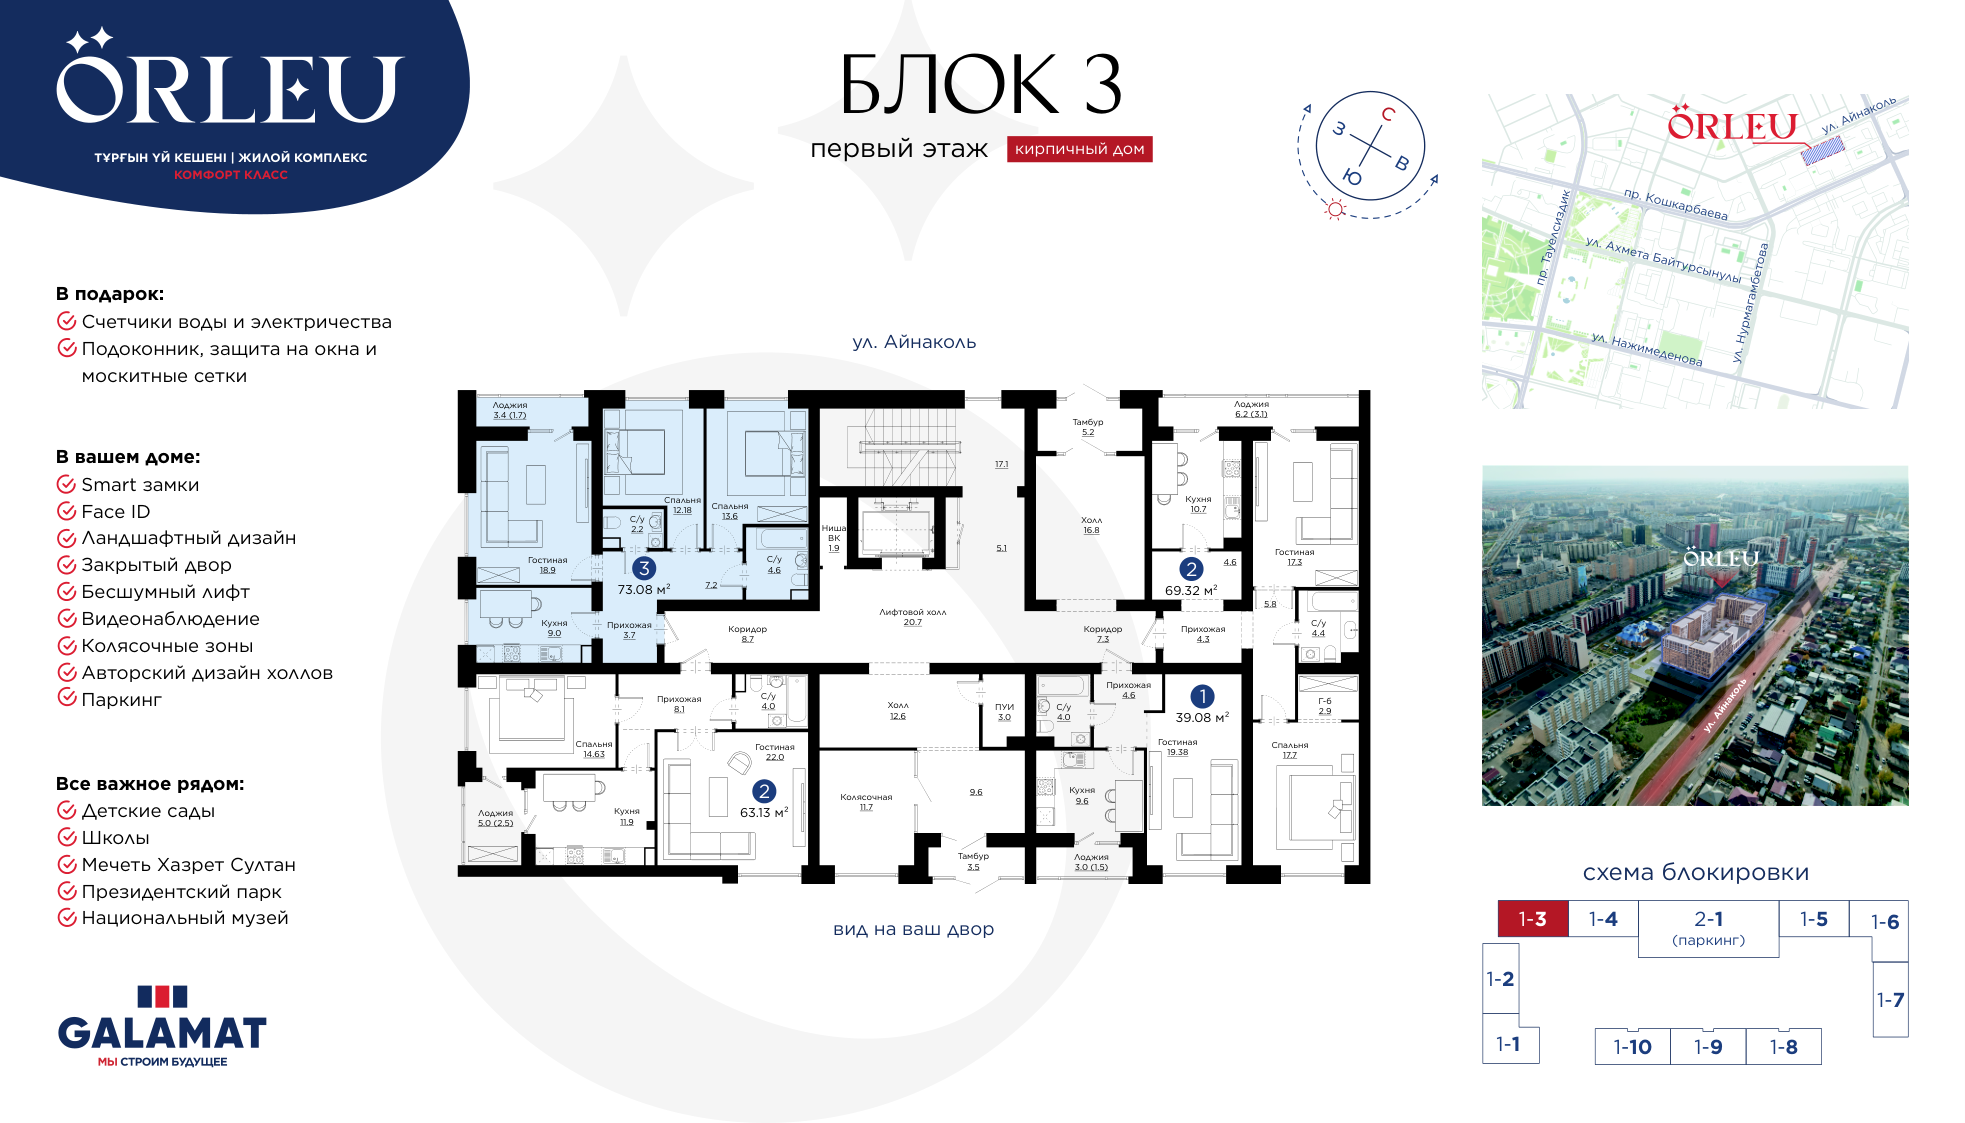 ÖRLEU
ТҰРҒЫН ҮЙ КЕШЕНІ | ЖИЛОЙ КОМПЛЕКС
КОМФОРТ КЛАСС
БЛОК 3
первый этаж
кирпичный дом
С
З
В
Ю
ÖRLEU
ул. Айнаколь
пр. Кошкарбаева
пр. Тауелсиздик
ул. Ахмета Байтурсынулы
ул. Нурмагамбетова
ул. Нажимеденова
В подарок:
Счетчики воды и электричества
Подоконник, защита на окна и
москитные сетки
В вашем доме:
Smart замки
Face ID
Ландшафтный дизайн
Закрытый двор
Бесшумный лифт
Видеонаблюдение
Колясочные зоны
Авторский дизайн холлов
Паркинг
Все важное рядом:
Детские сады
Школы
Мечеть Хазрет Султан
Президентский парк
Национальный музей
GALAMAT
МЫ СТРОИМ БУДУЩЕЕ
ул. Айнаколь
Лоджия
3.4 (1.7)
Гостиная
18.9
Спальня
12.18
Спальня
13.6
С/у
2.2
С/у
4.6
3
73.08 м²
7.2
Кухня
9.0
Прихожая
3.7
Коридор
8.7
Ниша
ВК
1.9
17.1
5.1
Лифтовой холл
20.7
Тамбур
5.2
Холл
16.8
Коридор
7.3
Лоджия
6.2 (3.1)
Кухня
10.7
Гостиная
17.3
2
69.32 м²
4.6
5.8
Прихожая
4.3
С/у
4.4
Г-б
2.9
Спальня
17.7
Спальня
14.63
Прихожая
8.1
С/у
4.0
Гостиная
22.0
2
63.13 м²
Лоджия
5.0 (2.5)
Кухня
11.9
Холл
12.6
ПУИ
3.0
Колясочная
11.7
9.6
Тамбур
3.5
С/у
4.0
Прихожая
4.6
1
39.08 м²
Гостиная
19.38
Кухня
9.6
Лоджия
3.0 (1.5)
вид на ваш двор
ÖRLEU
ул. Айнаколь
схема блокировки
1-3
1-4
2-1
(паркинг)
1-5
1-6
1-2
1-7
1-1
1-10
1-9
1-8